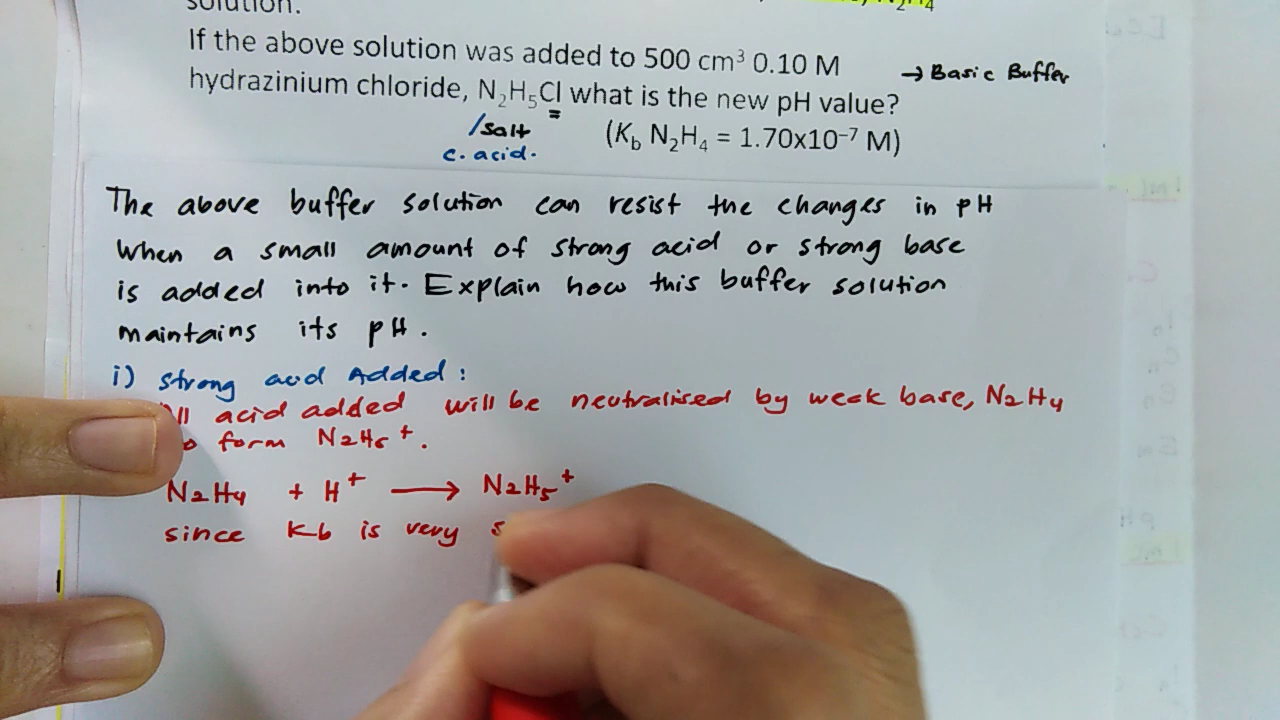 solution.
If the above solution was added to 500 cm³ 0.10 M
→ Basic Buffer
hydrazinium chloride, N₂H₅Cl what is the new pH value?
/salt
c. acid.
(Kb N₂H₄ = 1.70x10⁻⁷ M)
The above buffer solution can resist the changes in pH
when a small amount of strong acid or strong base
is added into it. Explain how this buffer solution
maintains its pH.
i) strong acid Added :
acid added will be neutralised by weak base, N₂H₄
form N₂H₅⁺.
N₂H₄ + H⁺ ⟶ N₂H₅⁺
since Kb is very